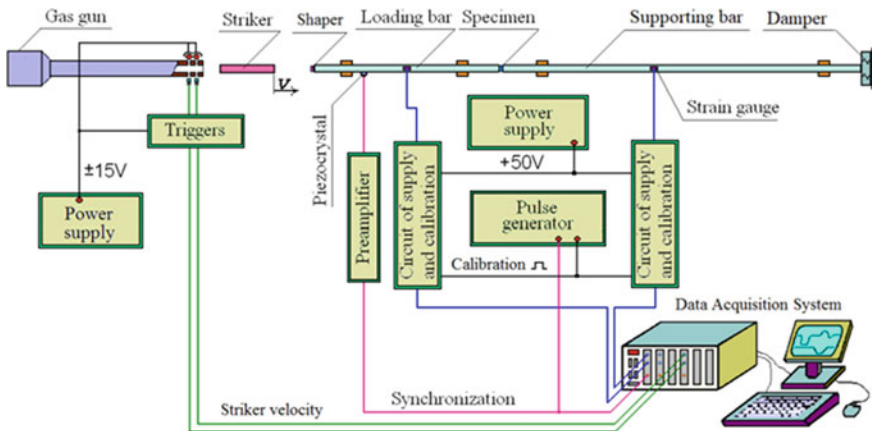 Gas gun
Striker
Shaper
Loading bar
Specimen
Supporting bar
Damper
V
Piezocrystal
Strain gauge
Triggers
±15V
Power
supply
Preamplifier
Circuit of supply
and calibration
Power
supply
+50V
Pulse
generator
Calibration
Circuit of supply
and calibration
Data Acquisition System
Synchronization
Striker velocity